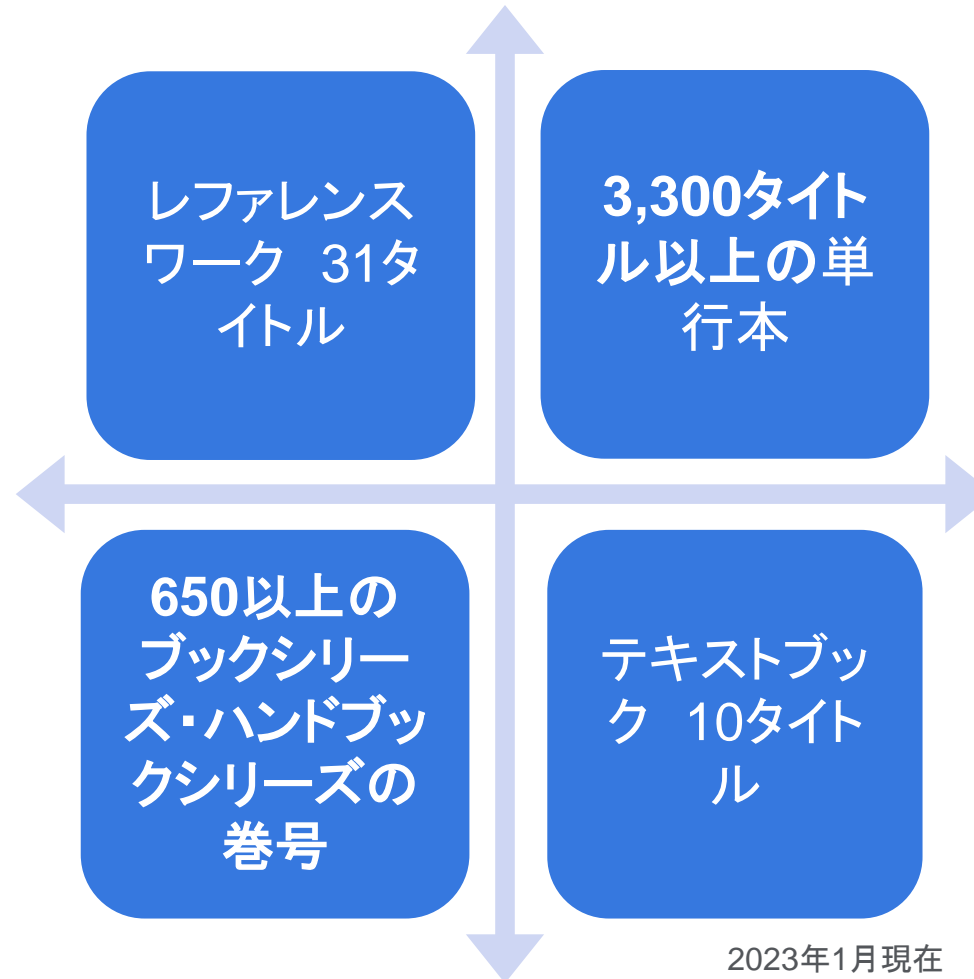 レファレンス
ワーク　31タ
イトル
3,300タイト
ル以上の単
行本
650以上の
ブックシリー
ズ・ハンドブッ
クシリーズの
巻号
テキストブッ
ク　10タイト
ル
2023年1月現在